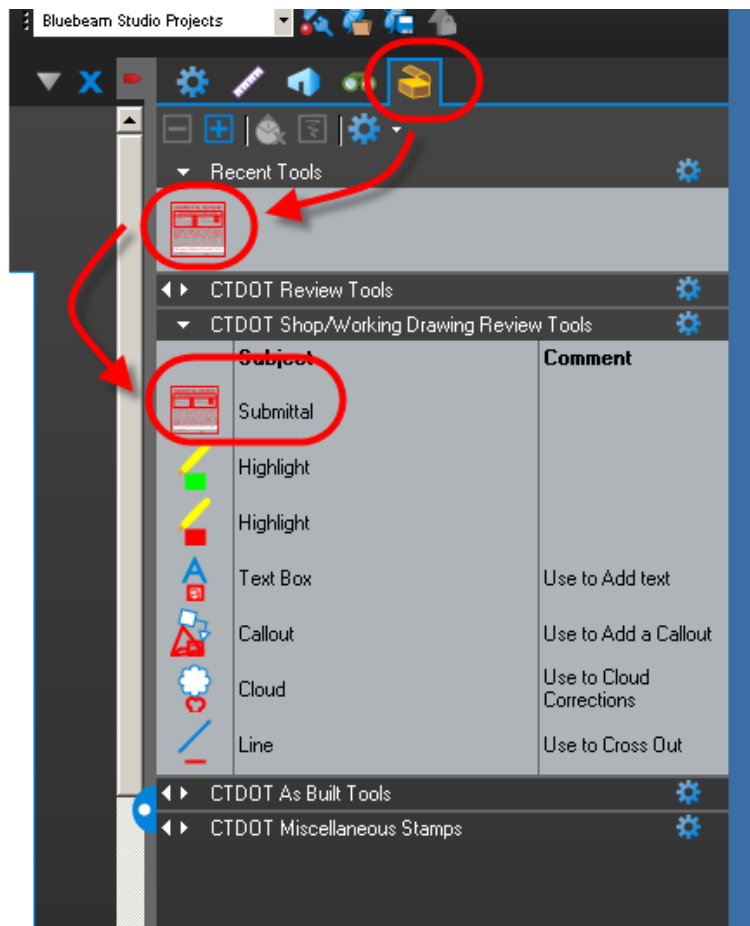 Bluebeam Studio Projects
Recent Tools
CTDOT Review Tools
CTDOT Shop/Working Drawing Review Tools
Subject Comment
Submittal
Highlight
Highlight
Text Box Use to Add text
Callout Use to Add a Callout
Cloud Use to Cloud
Corrections
Line Use to Cross Out
CTDOT As Built Tools
CTDOT Miscellaneous Stamps